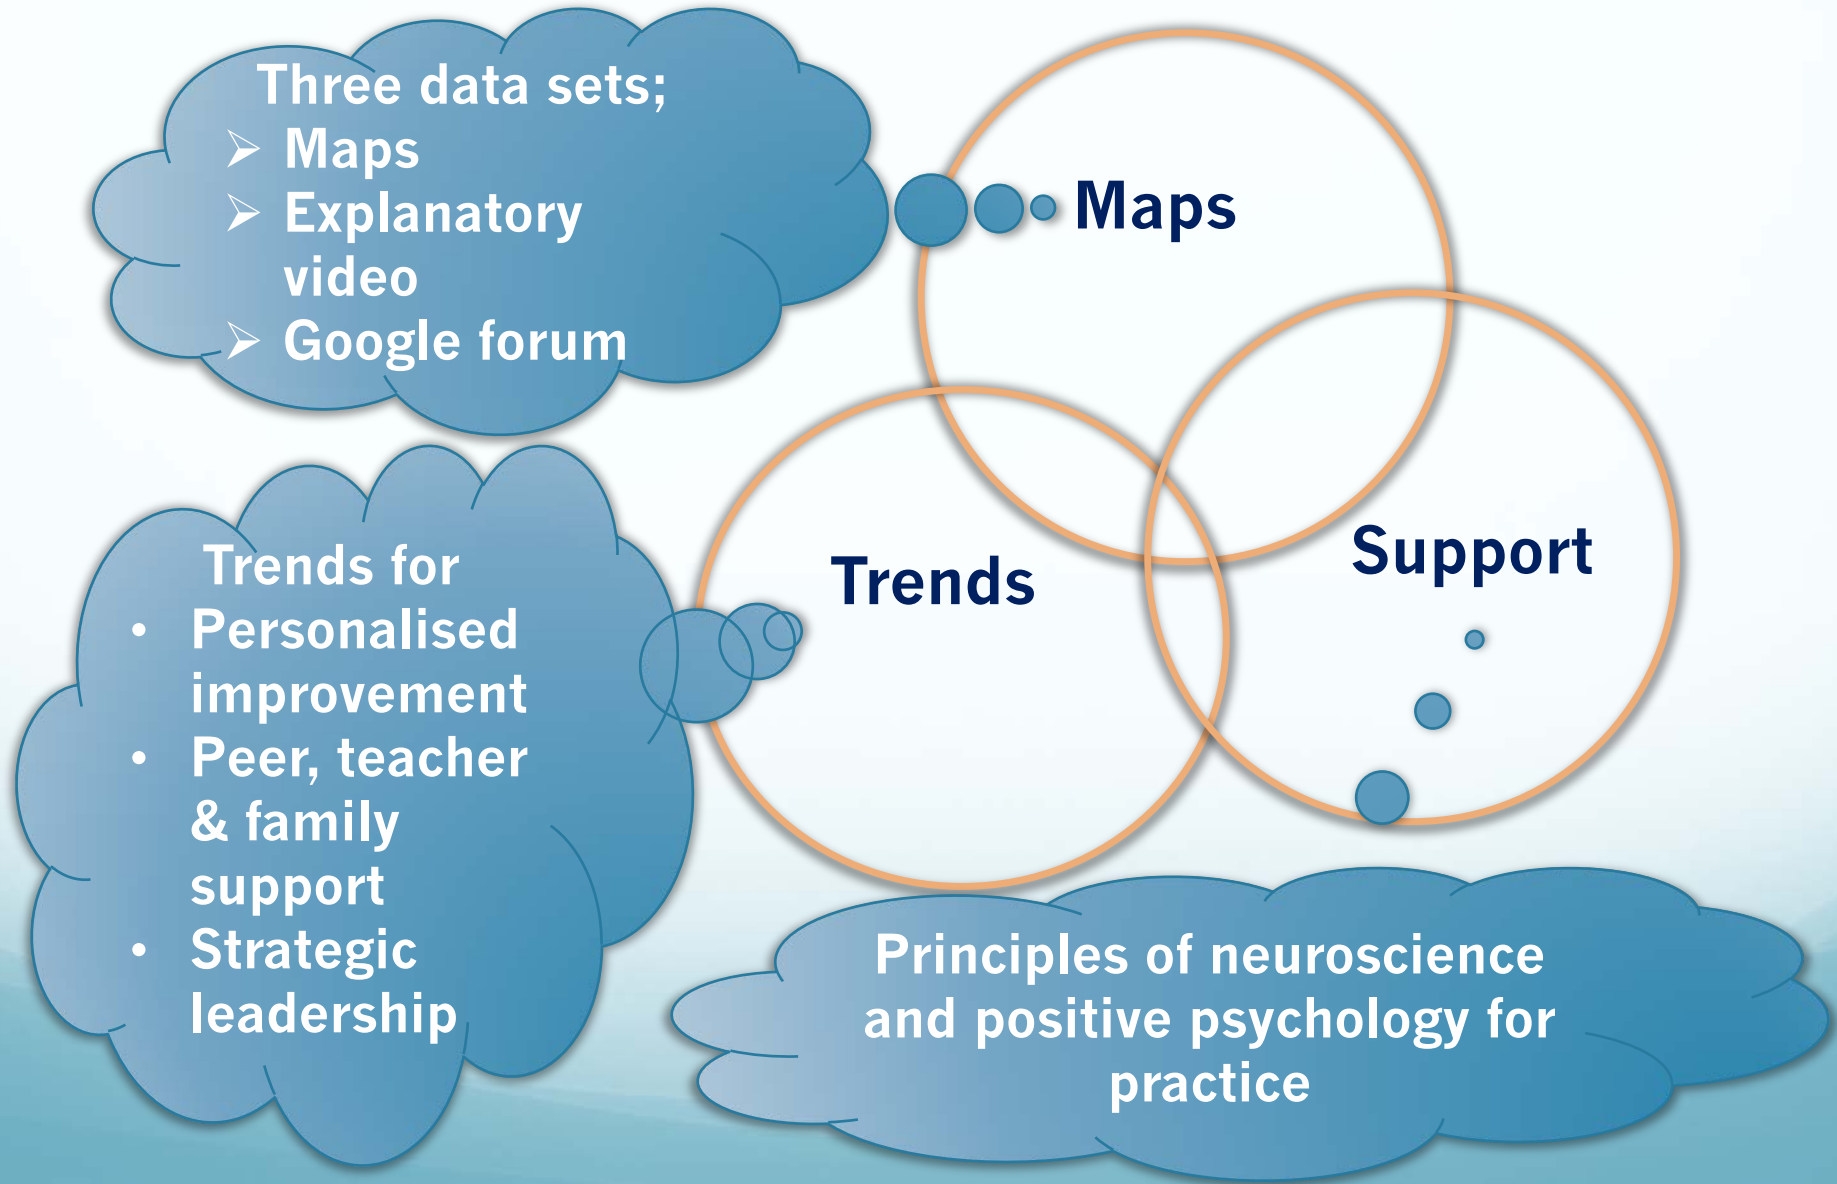 Three data sets;
➢ Maps
➢ Explanatory
video
➢ Google forum
Maps
Trends
Support
Trends for
• Personalised
improvement
• Peer, teacher
& family
support
• Strategic
leadership
Principles of neuroscience
and positive psychology for
practice